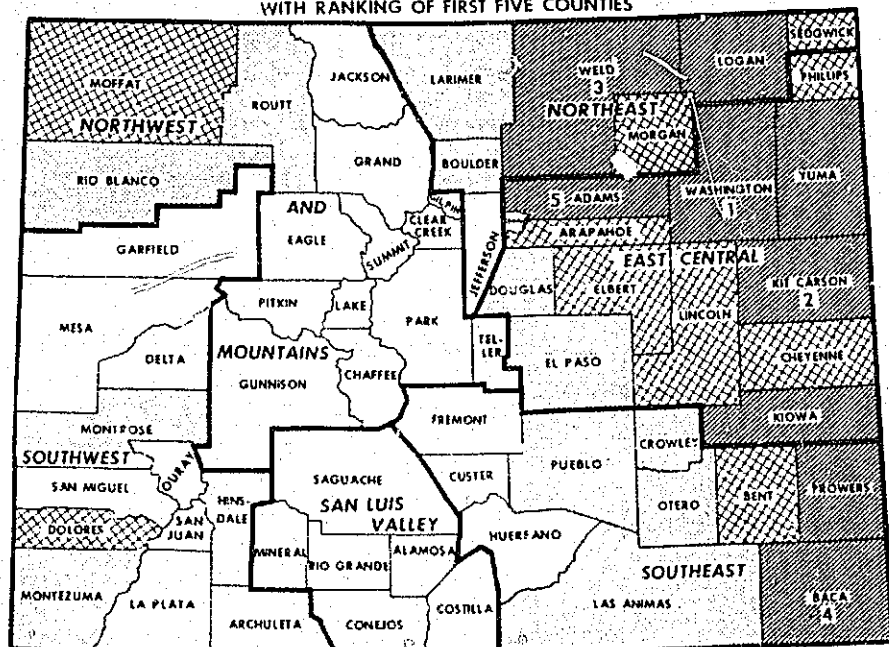 WITH RANKING OF FIRST FIVE COUNTIES
SEDGWICK
LOGAN
PHILLIPS
WELD
3
JACKSON
LARIMER
MOFFAT
ROUTT
NORTHEAST
NORTHWEST
MORGAN
GRAND
BOULDER
YUMA
RIO BLANCO
WASHINGTON
1
5 ADAMS
GILPIN
CLEAR
CREEK
AND
EAGLE
SUMMIT
JEFFERSON
ARAPAHOE
GARFIELD
EAST CENTRAL
KIT CARSON
2
DOUGLAS
ELBERT
PITKIN
LAKE
LINCOLN
PARK
MESA
TEL-
LER
DELTA
MOUNTAINS
CHEYENNE
EL PASO
CHAFFEE
GUNNISON
FREMONT
KIOWA
MONTROSE
CROWLEY
SOUTHWEST
OURAY
PUEBLO
SAGUACHE
CUSTER
SAN MIGUEL
HINS-
DALE
SAN LUIS
VALLEY
OTERO
BENT
PROWERS
SAN
JUAN
DOLORES
HUERFANO
MINERAL
ALAMOSA
RIO GRANDE
SOUTHEAST
MONTEZUMA
LA PLATA
COSTILLA
LAS ANIMAS
BACA
4
ARCHULETA
CONEJOS